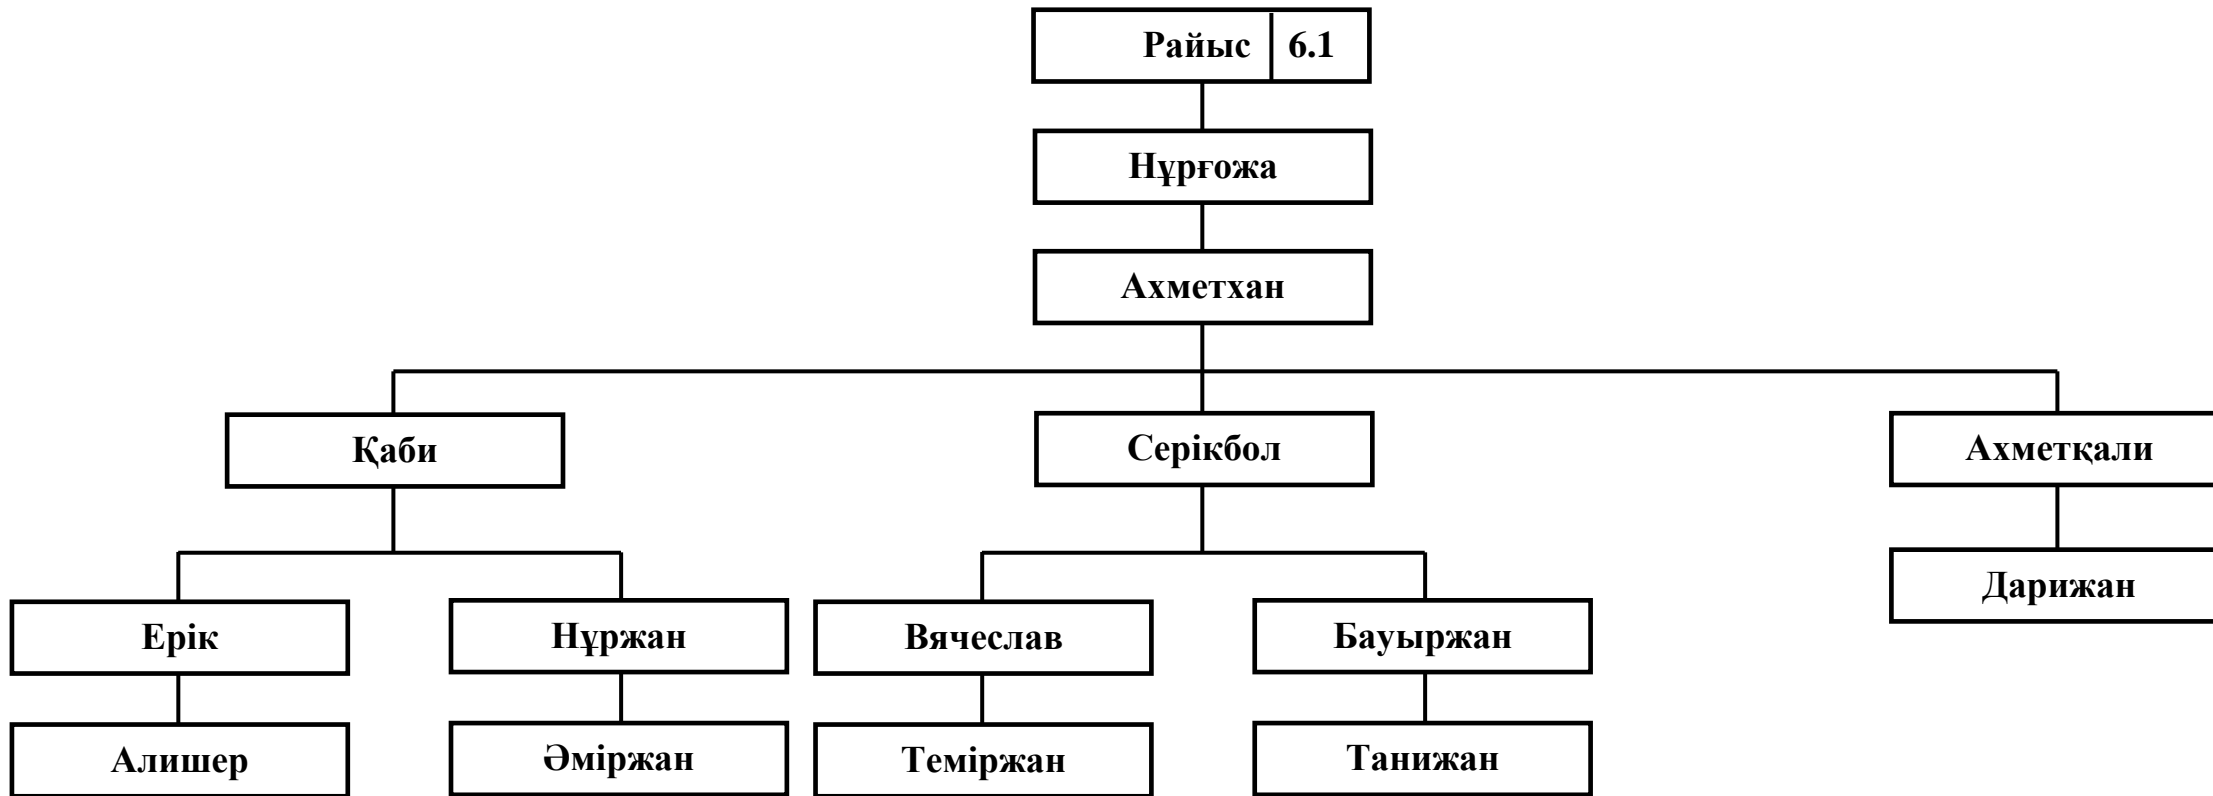 Райыс 6.1
Нұрғожа
Ахметхан
Қаби Серікбол Ахметқали
Дарижан
Ерік Нұржан Вячеслав Бауыржан
Алишер Әміржан Теміржан Танижан